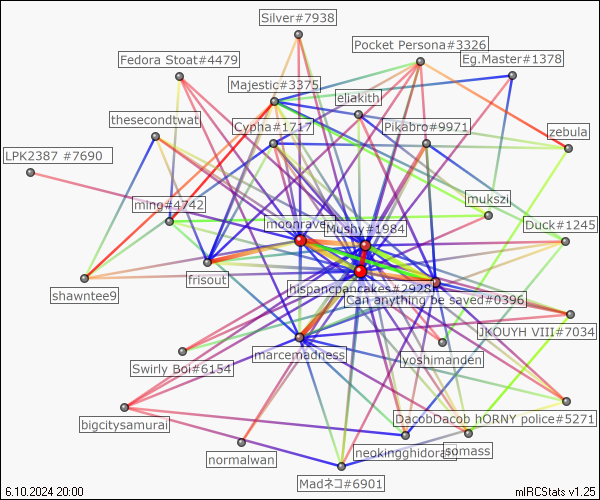 Silver#7938
Pocket Persona#3326
Fedora Stoat#4479
Eg.Master#1378
Majestic#3375
eliakith
thesecondtwat
Cypha#1717
Pikabro#9971
zebula
LPK2387 #7690
mukszi
ming#4742
moonrave
Mushy#1984
Duck#1245
frisout
hispancpancakes#2928
shawntee9
Can anything be saved#0396
JKOUYH VIII#7034
marcemadness
yoshimanden
Swirly Boi#6154
bigcitysamurai
DacobDacob hORNY police#5271
neokingghidora
somass
normalwan
Madネコ#6901
6.10.2024 20:00
mIRCStats v1.25